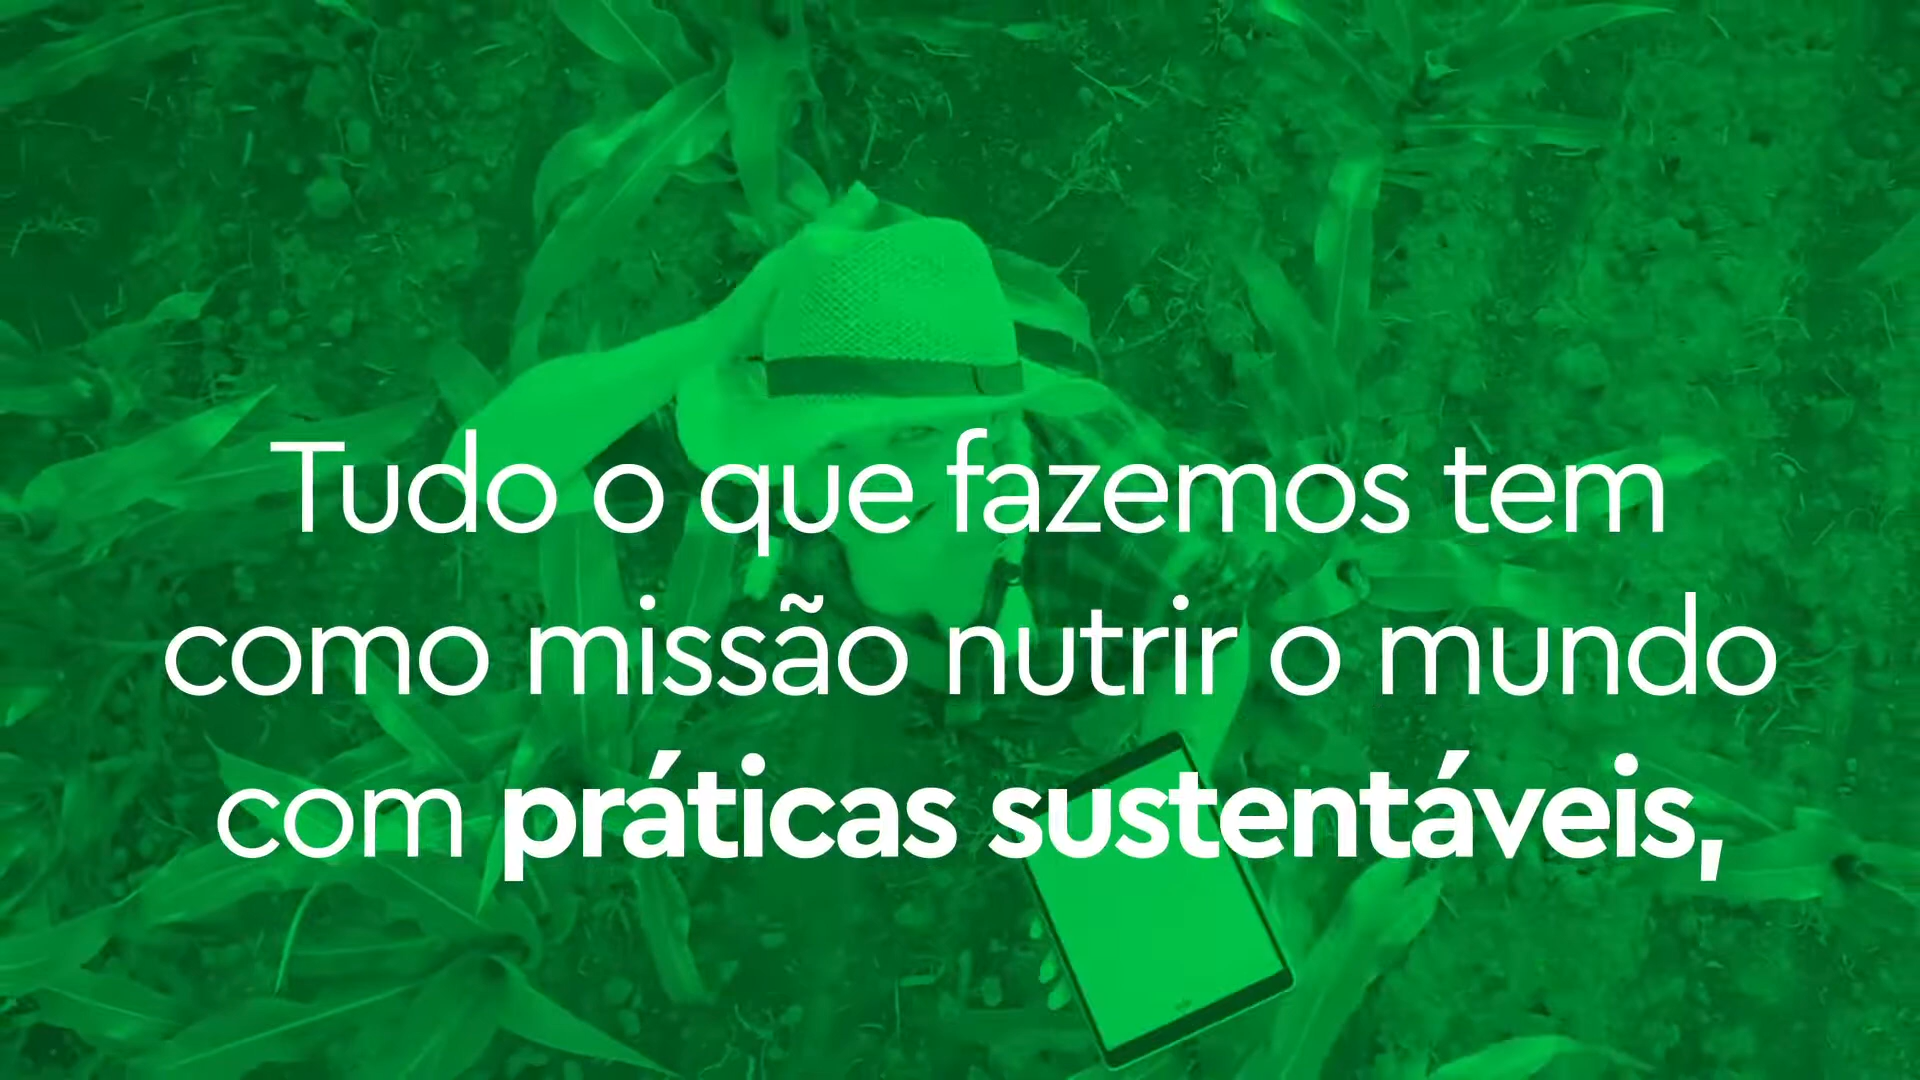 Tudo o que fazemos tem
como missão nutrir o mundo
com práticas sustentáveis,